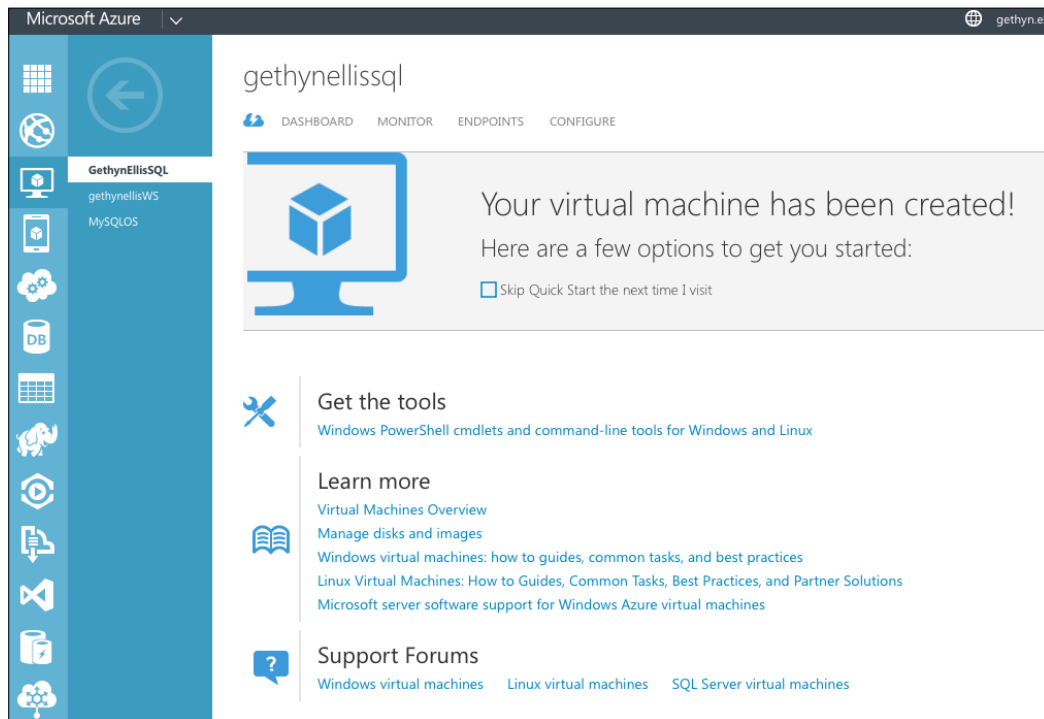 Microsoft Azure
gethyn.e
GethynEllisSQL
gethynellisWS
MySQLOS
DB
gethynellissql
DASHBOARD MONITOR ENDPOINTS CONFIGURE
Your virtual machine has been created!
Here are a few options to get you started:
Skip Quick Start the next time I visit
Get the tools
Windows PowerShell cmdlets and command-line tools for Windows and Linux
Learn more
Virtual Machines Overview
Manage disks and images
Windows virtual machines: how to guides, common tasks, and best practices
Linux Virtual Machines: How to Guides, Common Tasks, Best Practices, and Partner Solutions
Microsoft server software support for Windows Azure virtual machines
?
Support Forums
Windows virtual machines Linux virtual machines SQL Server virtual machines